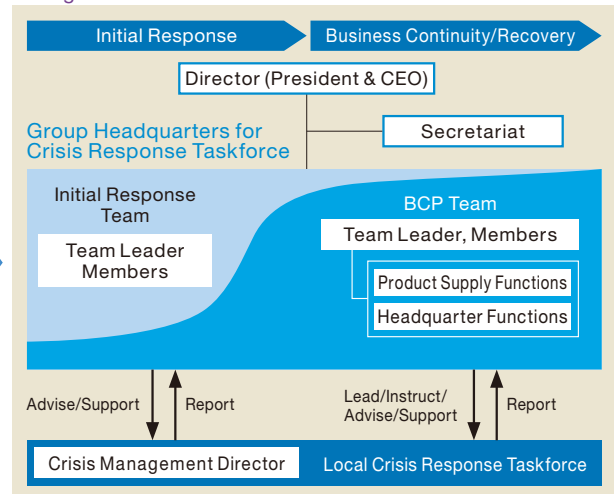 Initial Response
Business Continuity/Recovery
Director (President & CEO)
Secretariat
Group Headquarters for
Crisis Response Taskforce
Initial Response
Team
Team Leader
Members
BCP Team
Team Leader, Members
Product Supply Functions
Headquarter Functions
Advise/Support
Report
Lead/Instruct/
Advise/Support
Report
Crisis Management Director
Local Crisis Response Taskforce